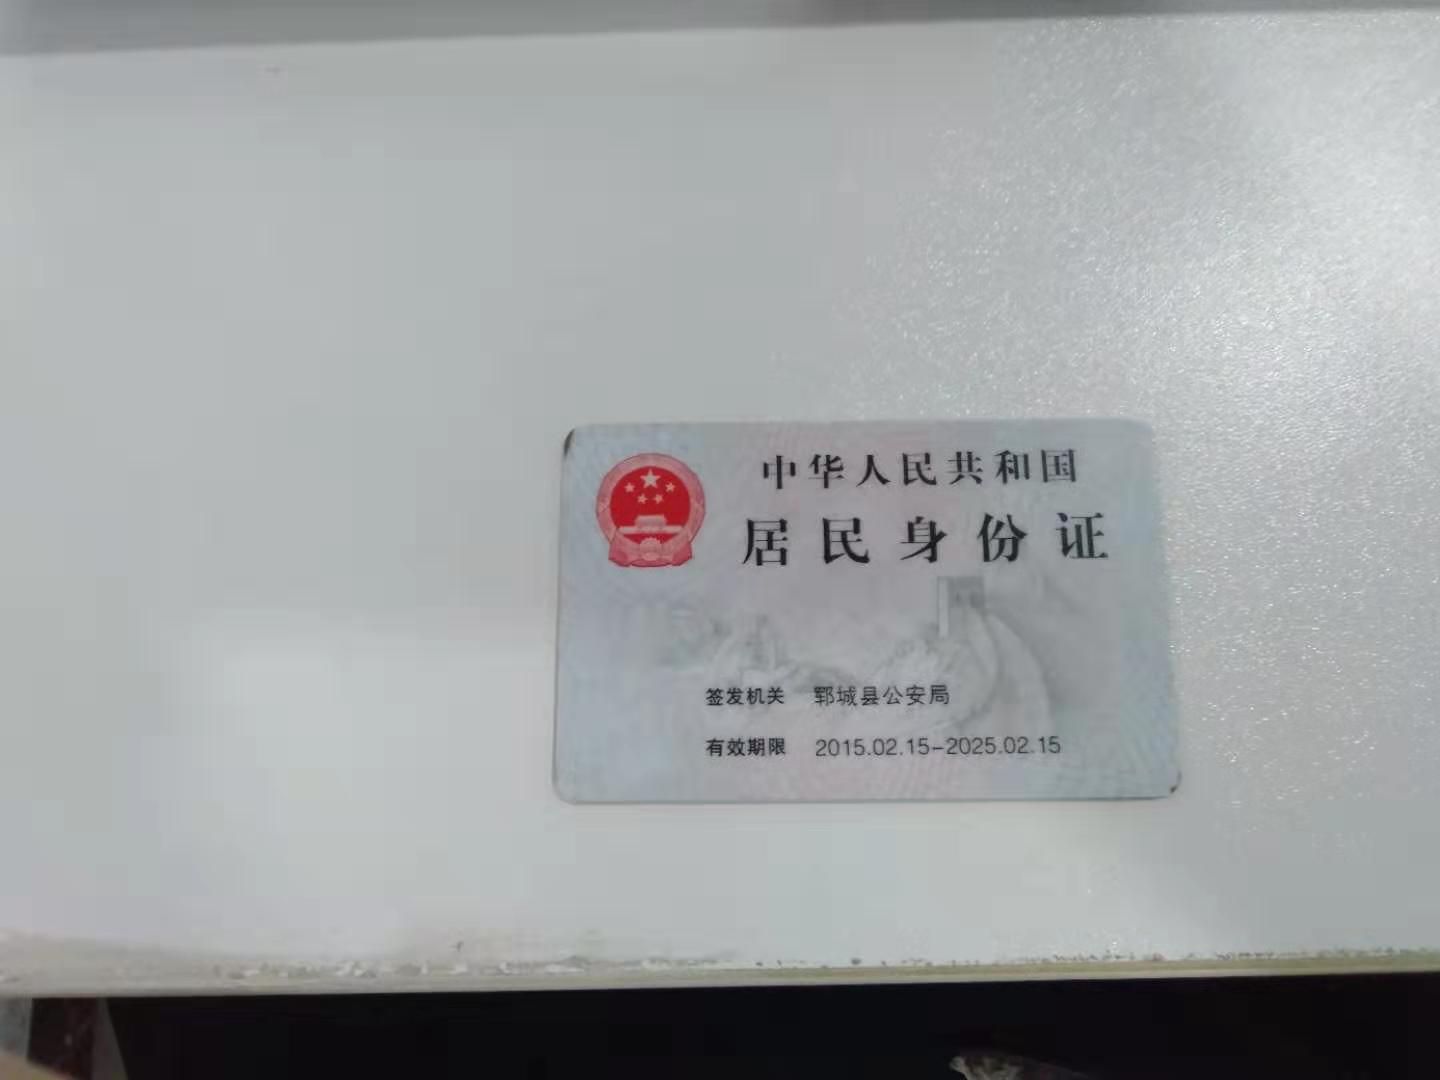 中华人民共和国
居民身份证
签发机关 郓城县公安局
有效期限 2015.02.15-2025.02.15